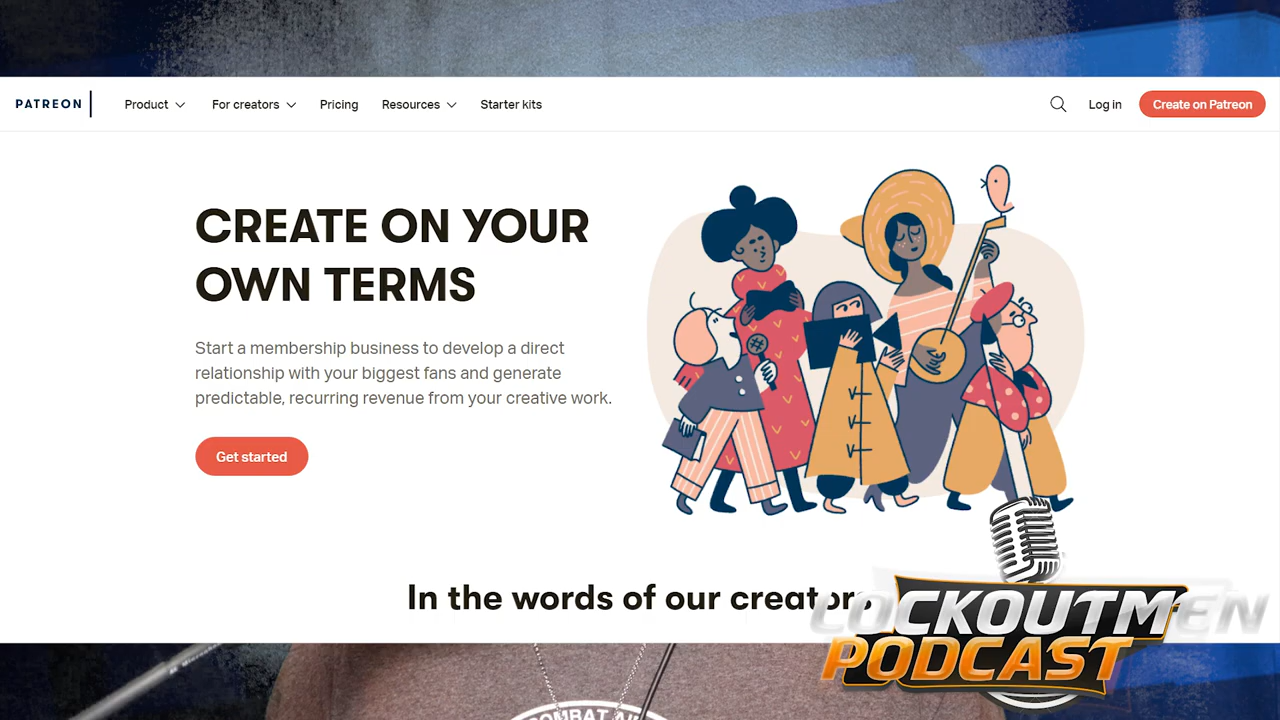 PATREON
Product
For creators
Pricing
Resources
Starter kits
Log in
Create on Patreon
CREATE ON YOUR
OWN TERMS
Start a membership business to develop a direct
relationship with your biggest fans and generate
predictable, recurring revenue from your creative work.
Get started
#
In the words of our creators
LOCKOUTMEN
PODCAST
COMBAT